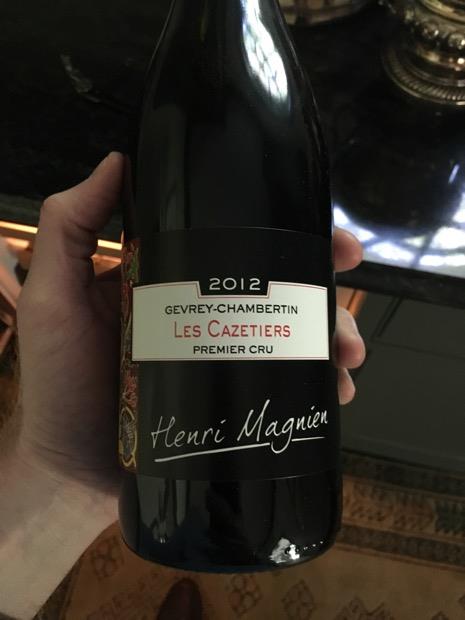 2012
GEVREY-CHAMBERTIN
LES CAZETIERS
PREMIER CRU
Henri Magnien